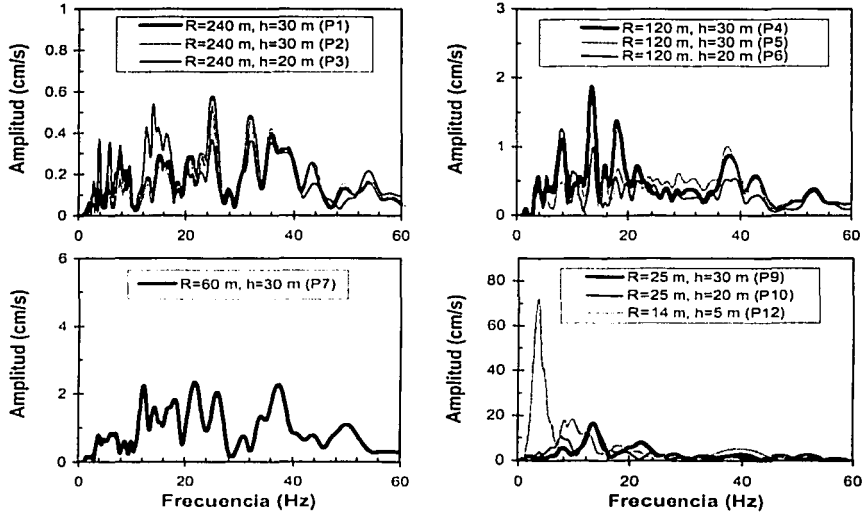 1
0.8
0.6
0.4
0.2
0
0
20
40
60
Amplitud (cm/s)
R=240 m, h=30 m (P1)
R=240 m, h=30 m (P2)
R=240 m, h=20 m (P3)
3
2
1
0
0
20
40
60
Amplitud (cm/s)
R=120 m, h=30 m (P4)
R=120 m, h=30 m (P5)
R=120 m, h=20 m (P6)
6
4
2
0
0
20
40
60
Amplitud (cm/s)
R=60 m, h=30 m (P7)
Frecuencia (Hz)
80
60
40
20
0
0
20
40
60
Amplitud (cm/s)
R=25 m, h=30 m (P9)
R=25 m, h=20 m (P10)
R=14 m, h=5 m (P12)
Frecuencia (Hz)